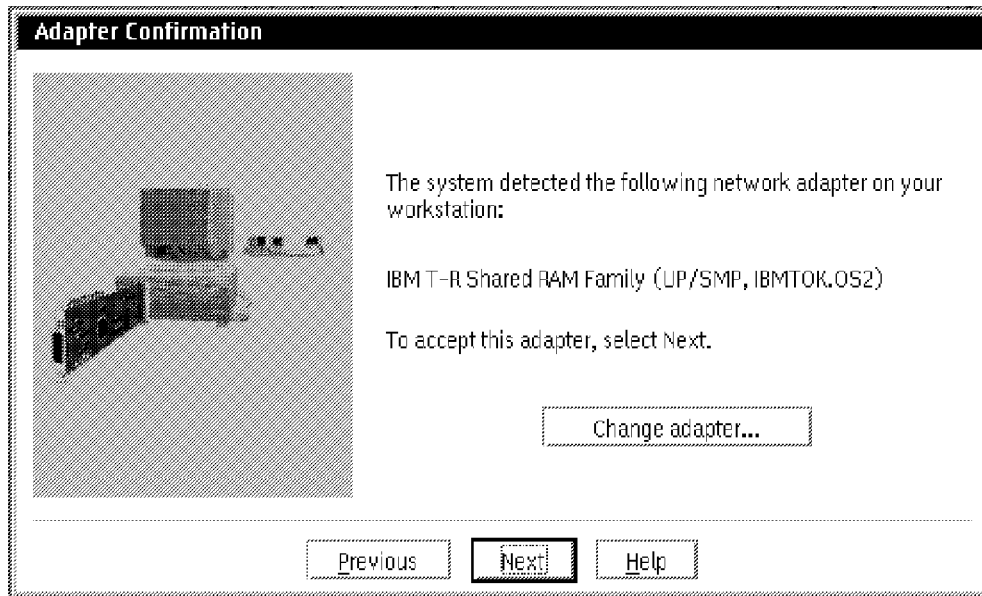 Adapter Confirmation
The system detected the following network adapter on your
workstation:
IBM T-R Shared RAM Family (UP/SMP, IBMTOK.OS2)
To accept this adapter, select Next.
Change adapter...
Previous Next Help